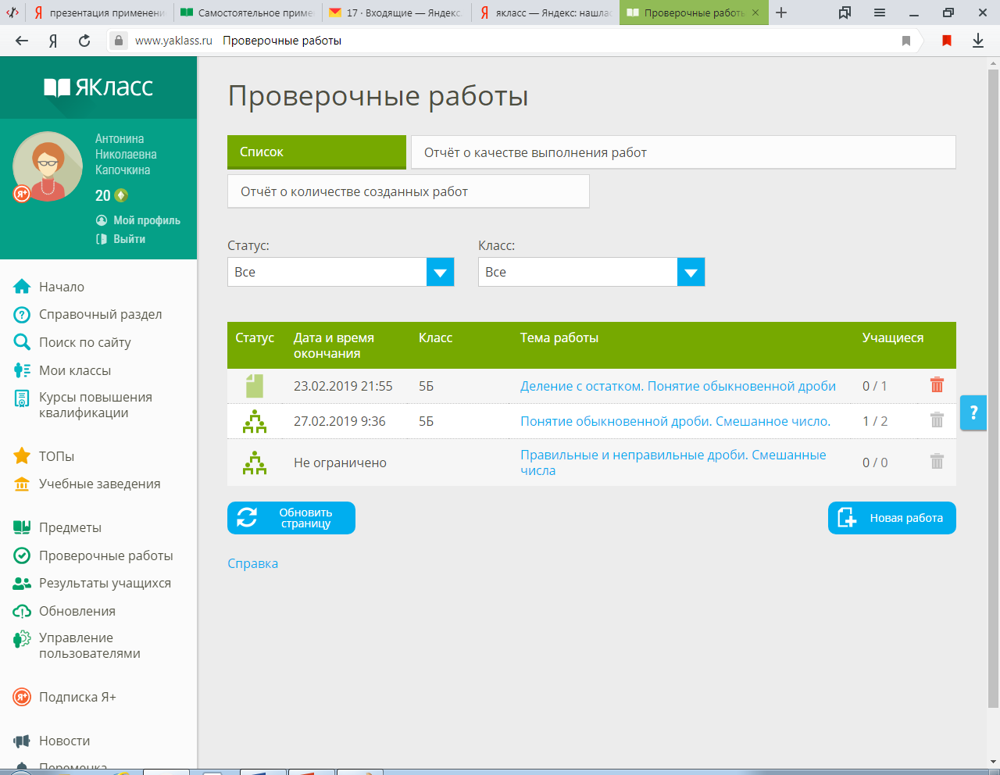 презентация применени
Самостоятельное приме
17 · Входящие — Яндекс.
якласс — Яндекс: нашлас
Проверочные работы
www.yaklass.ru Проверочные работы
ЯКласс
Антонина
Николаевна
Капочкина
20
Мой профиль
Выйти
Начало
Справочный раздел
Поиск по сайту
Мои классы
Курсы повышения
квалификации
ТОПы
Учебные заведения
Предметы
Проверочные работы
Результаты учащихся
Обновления
Управление
пользователями
Подписка Я+
Новости
Переменка
Проверочные работы
Список
Отчёт о качестве выполнения работ
Отчёт о количестве созданных работ
Статус: Класс:
Все Все
Статус Дата и время окончания Класс Тема работы Учащиеся
23.02.2019 21:55 5Б Деление с остатком. Понятие обыкновенной дроби 0 / 1
27.02.2019 9:36 5Б Понятие обыкновенной дроби. Смешанное число. 1 / 2
Не ограничено Правильные и неправильные дроби. Смешанные числа 0 / 0
Обновить
страницу
Новая работа
Справка
?